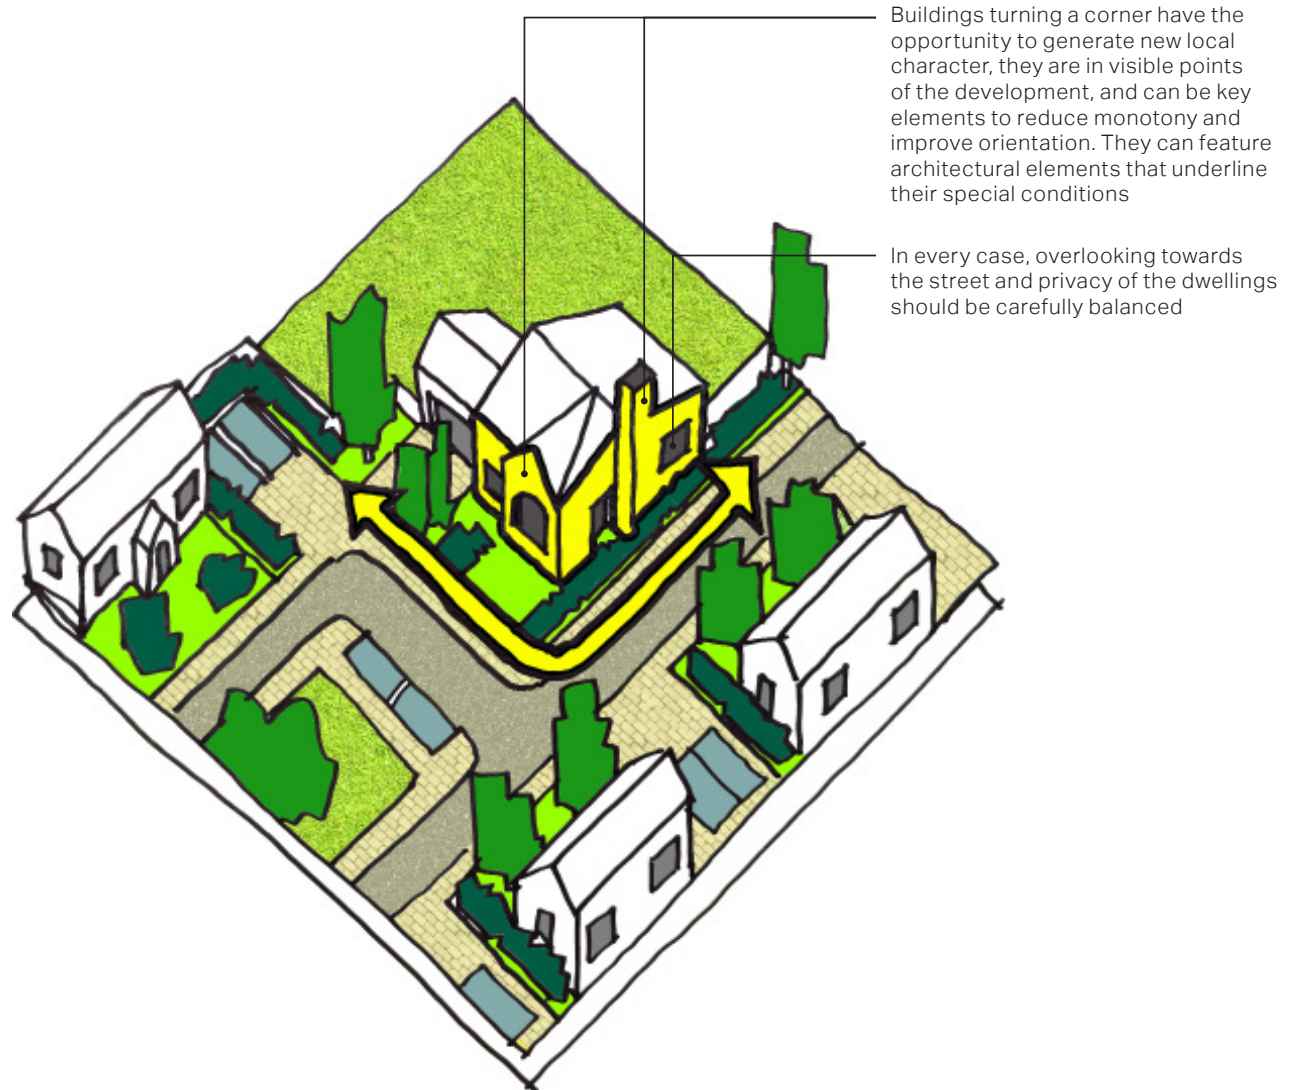 Buildings turning a corner have the
opportunity to generate new local
character, they are in visible points
of the development, and can be key
elements to reduce monotony and
improve orientation. They can feature
architectural elements that underline
their special conditions
In every case, overlooking towards
the street and privacy of the dwellings
should be carefully balanced